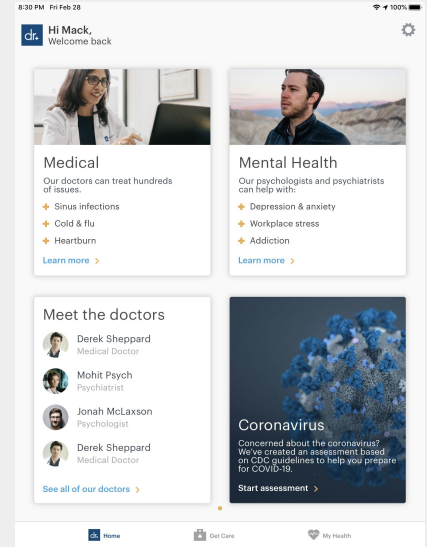 8:30 PM Fri Feb 28
100%
dr+
Hi Mack,
Welcome back
Medical
Our doctors can treat hundreds
of issues.
Sinus infections
Cold & flu
Heartburn
Learn more >
Mental Health
Our psychologists and psychiatrists
can help with:
Depression & anxiety
Workplace stress
Addiction
Learn more >
Meet the doctors
Derek Sheppard
Medical Doctor
Mohit Psych
Psychiatrist
Jonah McLaxson
Psychologist
Derek Sheppard
Medical Doctor
See all of our doctors >
Coronavirus
Concerned about the coronavirus?
We've created an assessment based
on CDC guidelines to help you prepare
for COVID-19.
Start assessment >
dr+ Home
Get Care
My Health